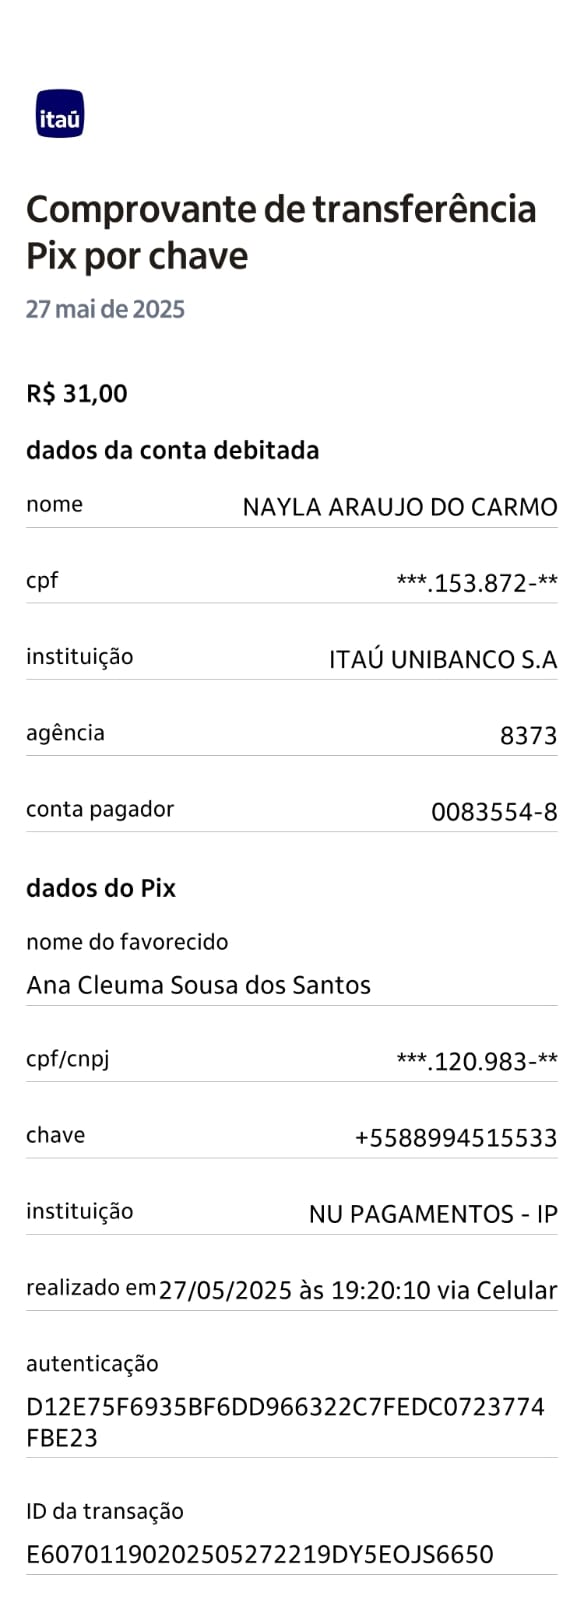 itaú
Comprovante de transferência
Pix por chave
27 mai de 2025
R$ 31,00
dados da conta debitada
nome NAYLA ARAUJO DO CARMO
cpf ***.153.872-**
instituição ITAÚ UNIBANCO S.A
agência 8373
conta pagador 0083554-8
dados do Pix
nome do favorecido
Ana Cleuma Sousa dos Santos
cpf/cnpj ***.120.983-**
chave +5588994515533
instituição NU PAGAMENTOS - IP
realizado em 27/05/2025 às 19:20:10 via Celular
autenticação
D12E75F6935BF6DD966322C7FEDC0723774
FBE23
ID da transação
E60701190202505272219DY5EOJS6650